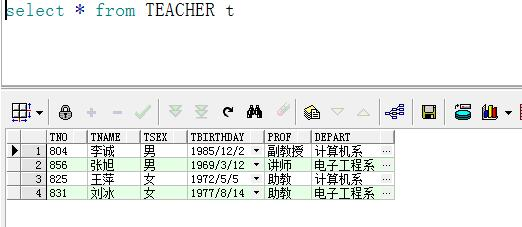 select * from TEACHER t
TNO TNAME TSEX TBIRTHDAY PROF DEPART
1 804 李诚 男 1985/12/2 副教授 计算机系 ...
2 856 张旭 男 1969/3/12 讲师 电子工程系 ...
3 825 王萍 女 1972/5/5 助教 计算机系 ...
4 831 刘冰 女 1977/8/14 助教 电子工程系 ...